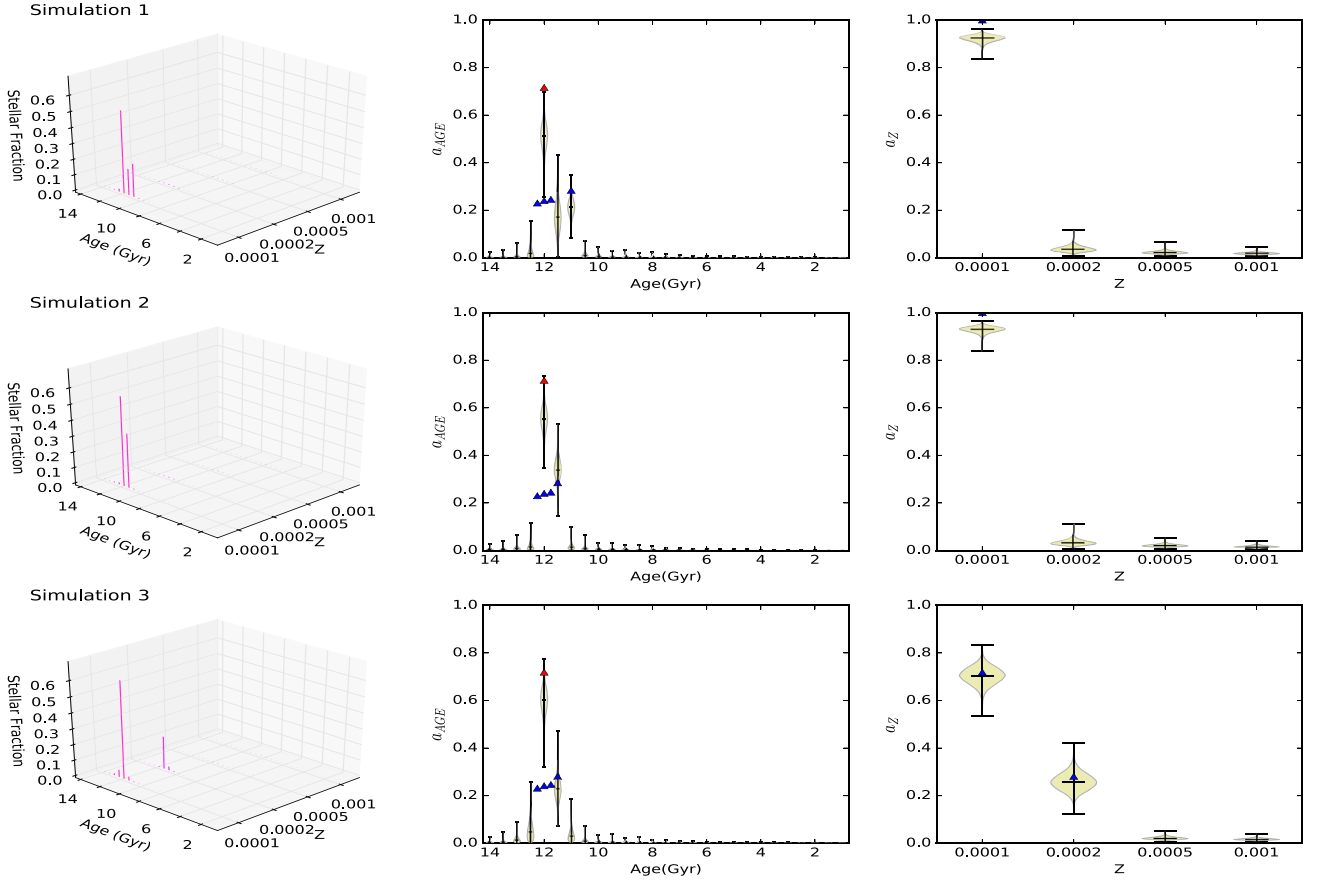 Simulation 1
Stellar Fraction
0.6
0.5
0.4
0.3
0.2
0.1
0.0
14
10
6
2
Age (Gyr)
0.0001
0.0002
0.0005
0.001
Z
1.0
0.8
0.6
0.4
0.2
0.0
a_AGE
14 12 10 8 6 4 2
Age(Gyr)
1.0
0.8
0.6
0.4
0.2
0.0
a_Z
0.0001 0.0002 0.0005 0.001
Z
Simulation 2
Stellar Fraction
0.6
0.5
0.4
0.3
0.2
0.1
0.0
14
10
6
2
Age (Gyr)
0.0001
0.0002
0.0005
0.001
Z
1.0
0.8
0.6
0.4
0.2
0.0
a_AGE
14 12 10 8 6 4 2
Age(Gyr)
1.0
0.8
0.6
0.4
0.2
0.0
a_Z
0.0001 0.0002 0.0005 0.001
Z
Simulation 3
Stellar Fraction
0.6
0.5
0.4
0.3
0.2
0.1
0.0
14
10
6
2
Age (Gyr)
0.0001
0.0002
0.0005
0.001
Z
1.0
0.8
0.6
0.4
0.2
0.0
a_AGE
14 12 10 8 6 4 2
Age(Gyr)
1.0
0.8
0.6
0.4
0.2
0.0
a_Z
0.0001 0.0002 0.0005 0.001
Z